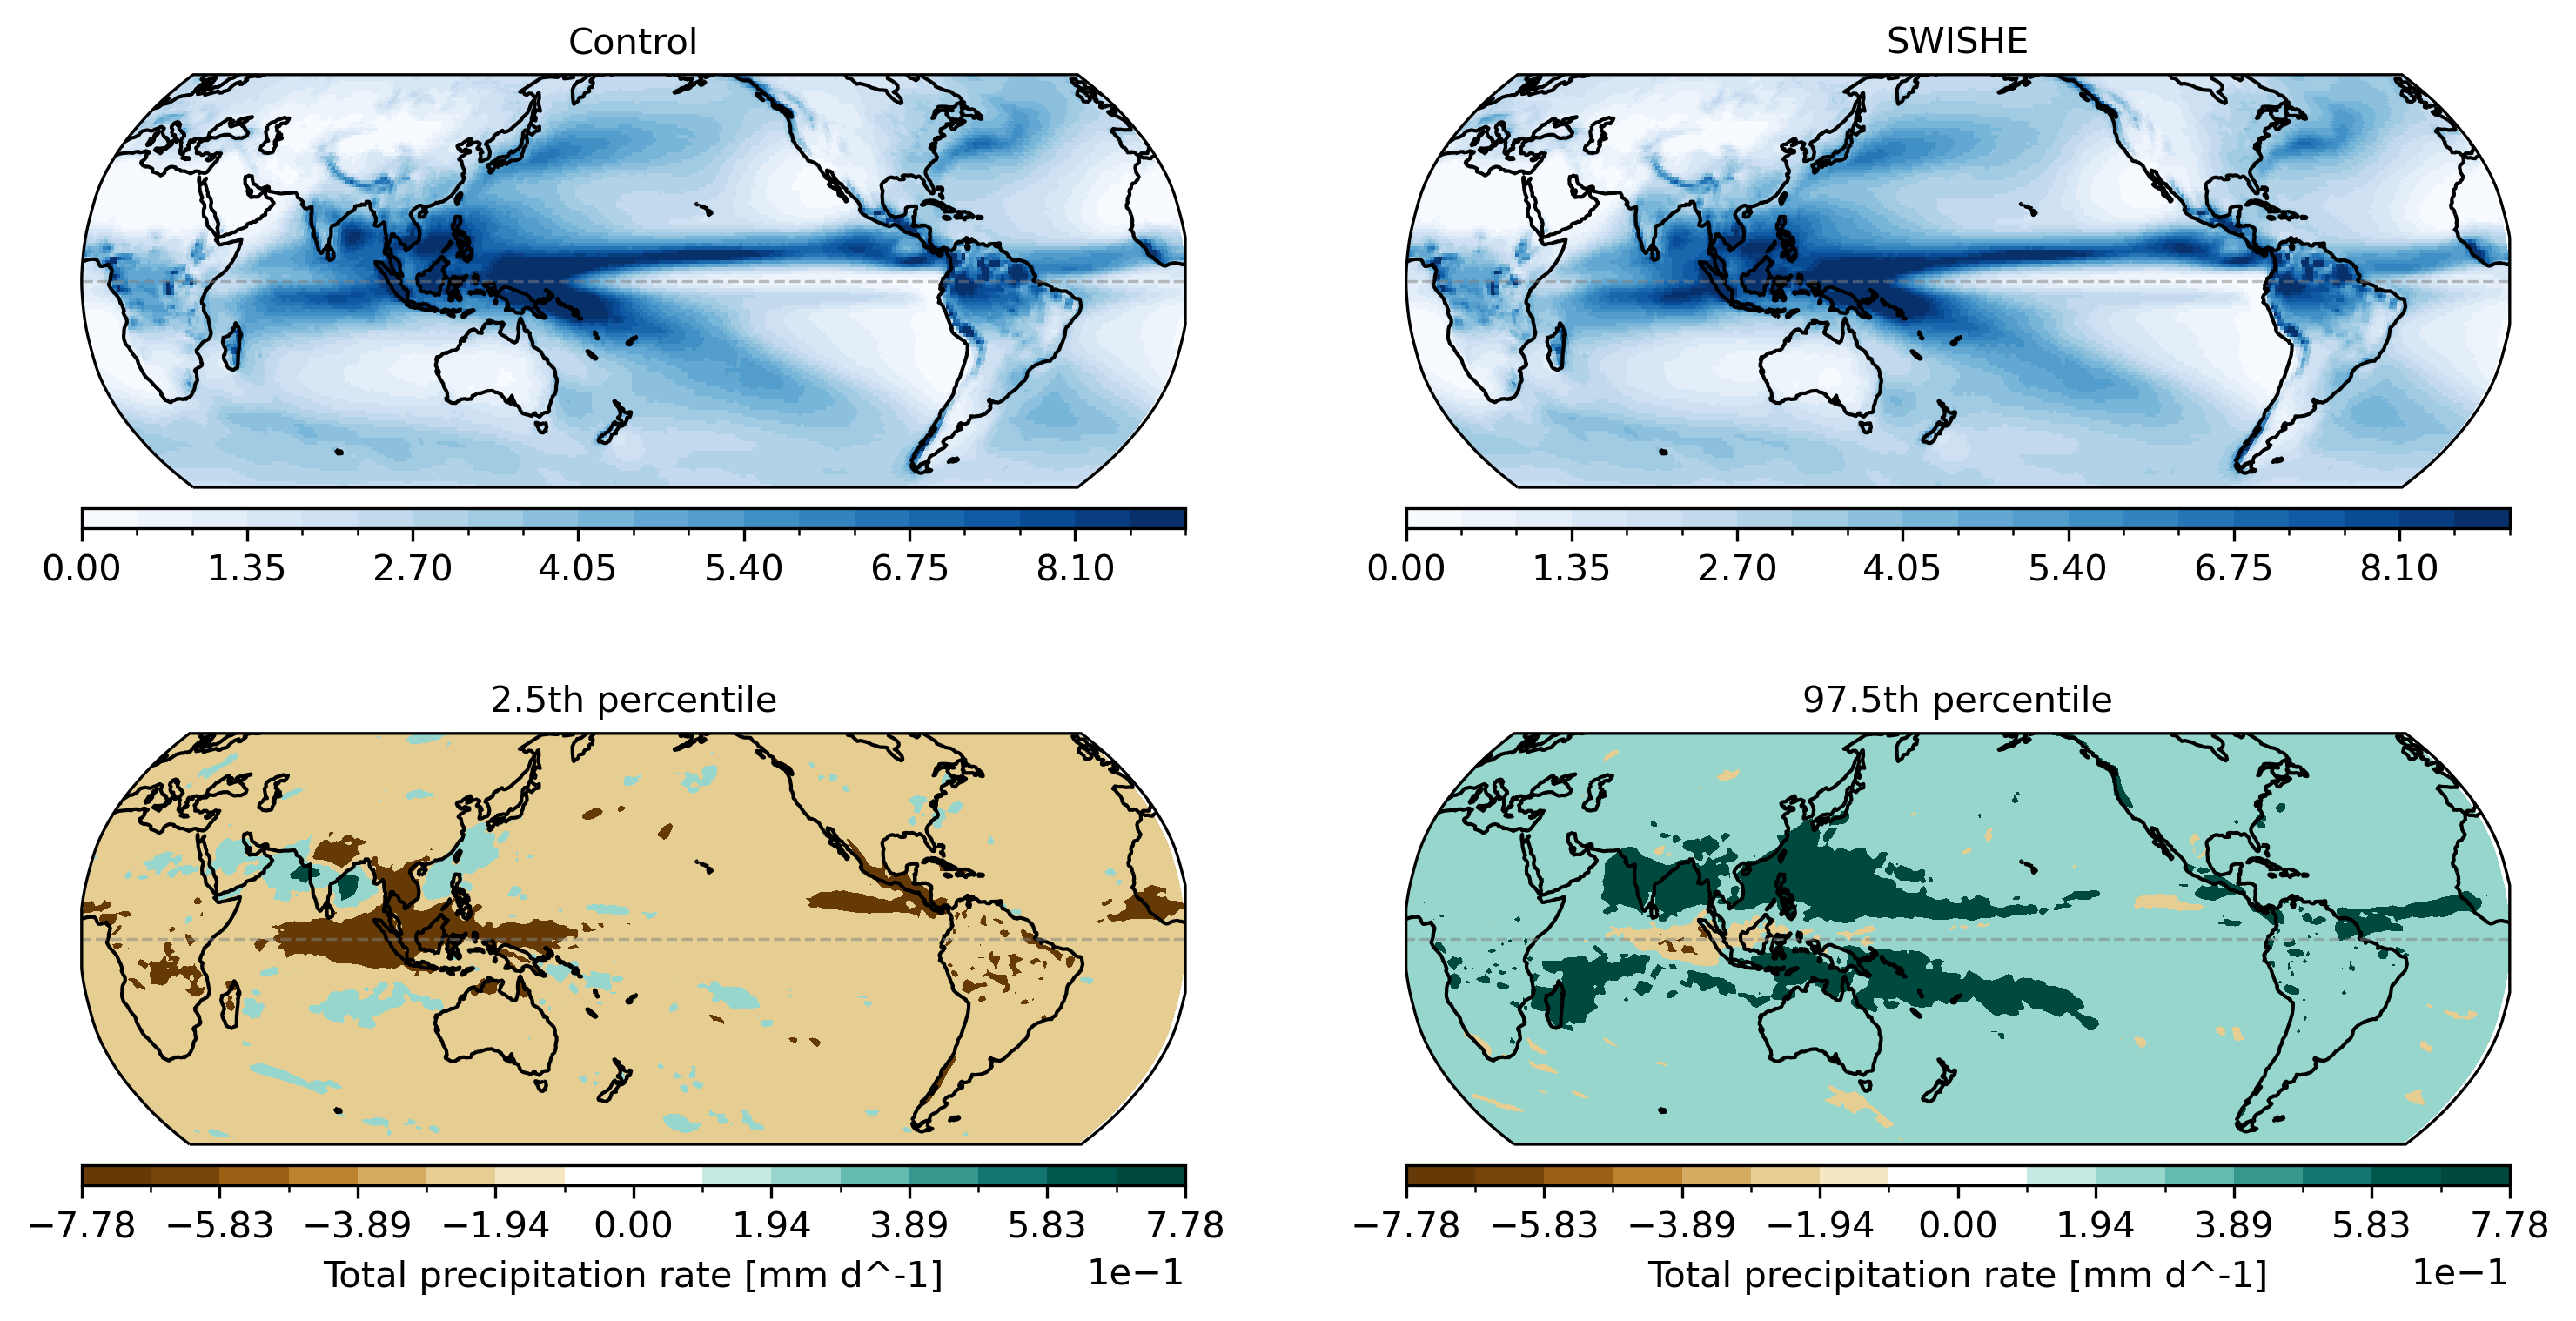 Control
SWISHE
0.00 1.35 2.70 4.05 5.40 6.75 8.10
0.00 1.35 2.70 4.05 5.40 6.75 8.10
2.5th percentile
97.5th percentile
−7.78 −5.83 −3.89 −1.94 0.00 1.94 3.89 5.83 7.78
Total precipitation rate [mm d^-1] 1e−1
−7.78 −5.83 −3.89 −1.94 0.00 1.94 3.89 5.83 7.78
Total precipitation rate [mm d^-1] 1e−1